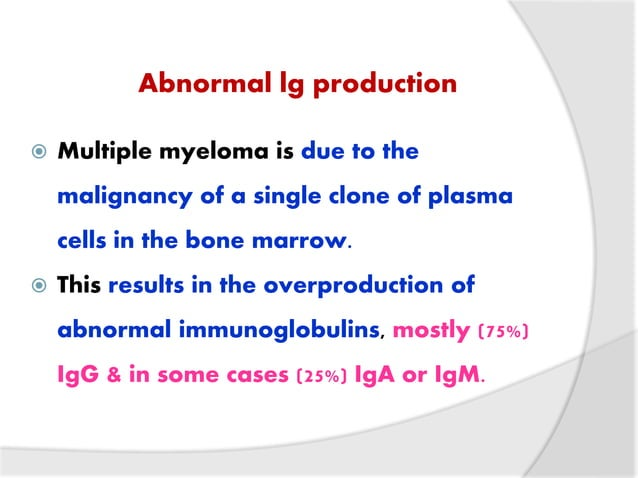 Abnormal lg production
Multiple myeloma is due to the
malignancy of a single clone of plasma
cells in the bone marrow.
This results in the overproduction of
abnormal immunoglobulins, mostly (75%)
IgG & in some cases (25%) IgA or IgM.